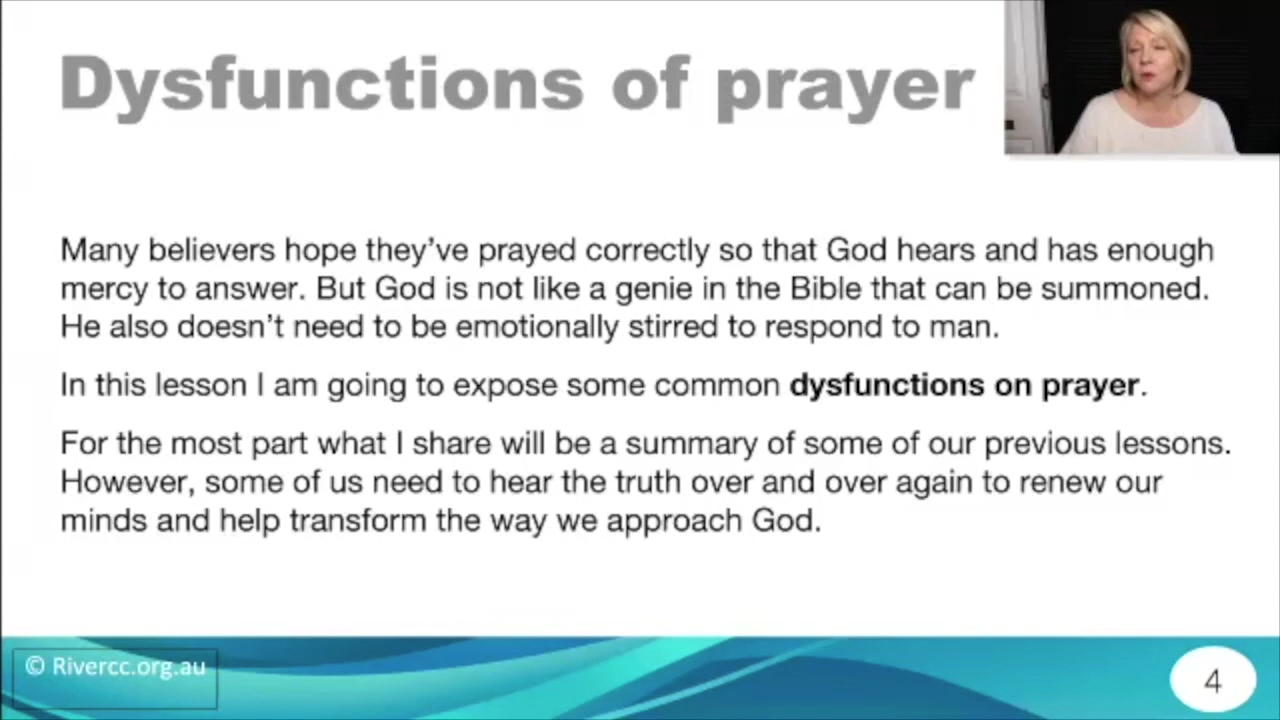 Dysfunctions of prayer
Many believers hope they’ve prayed correctly so that God hears and has enough
mercy to answer. But God is not like a genie in the Bible that can be summoned.
He also doesn’t need to be emotionally stirred to respond to man.
In this lesson I am going to expose some common dysfunctions on prayer.
For the most part what I share will be a summary of some of our previous lessons.
However, some of us need to hear the truth over and over again to renew our
minds and help transform the way we approach God.
© Rivercc.org.au
4